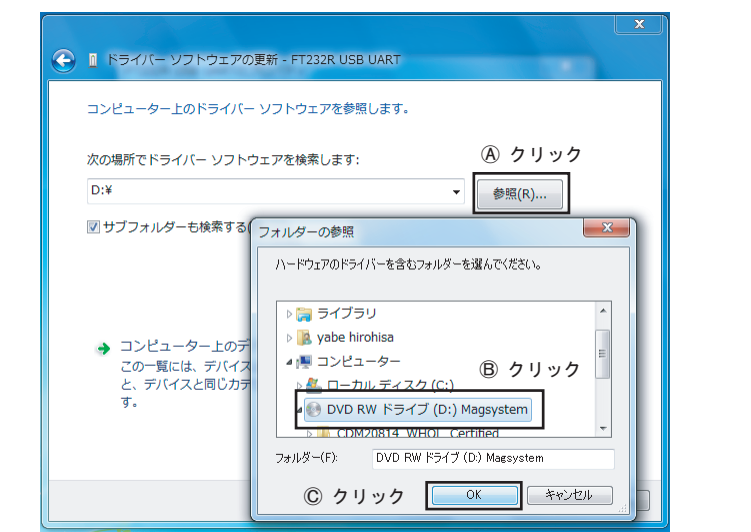 ドライバー ソフトウェアの更新 - FT232R USB UART
コンピューター上のドライバー ソフトウェアを参照します。
次の場所でドライバー ソフトウェアを検索します:
Ⓐ クリック
D:¥
参照(R)...
サブフォルダーも検索する(
フォルダーの参照
ハードウェアのドライバーを含むフォルダーを選んでください。
ライブラリ
yabe hirohisa
コンピューター
Ⓑ クリック
ローカル ディスク (C:)
DVD RW ドライブ (D:) Magsystem
CDM20814_WHQL_Certified
コンピューター上のデ
この一覧には、デバイス
と、デバイスと同じカテ
す。
フォルダー(F):
DVD RW ドライブ (D:) Magsystem
Ⓒ クリック
OK
キャンセル